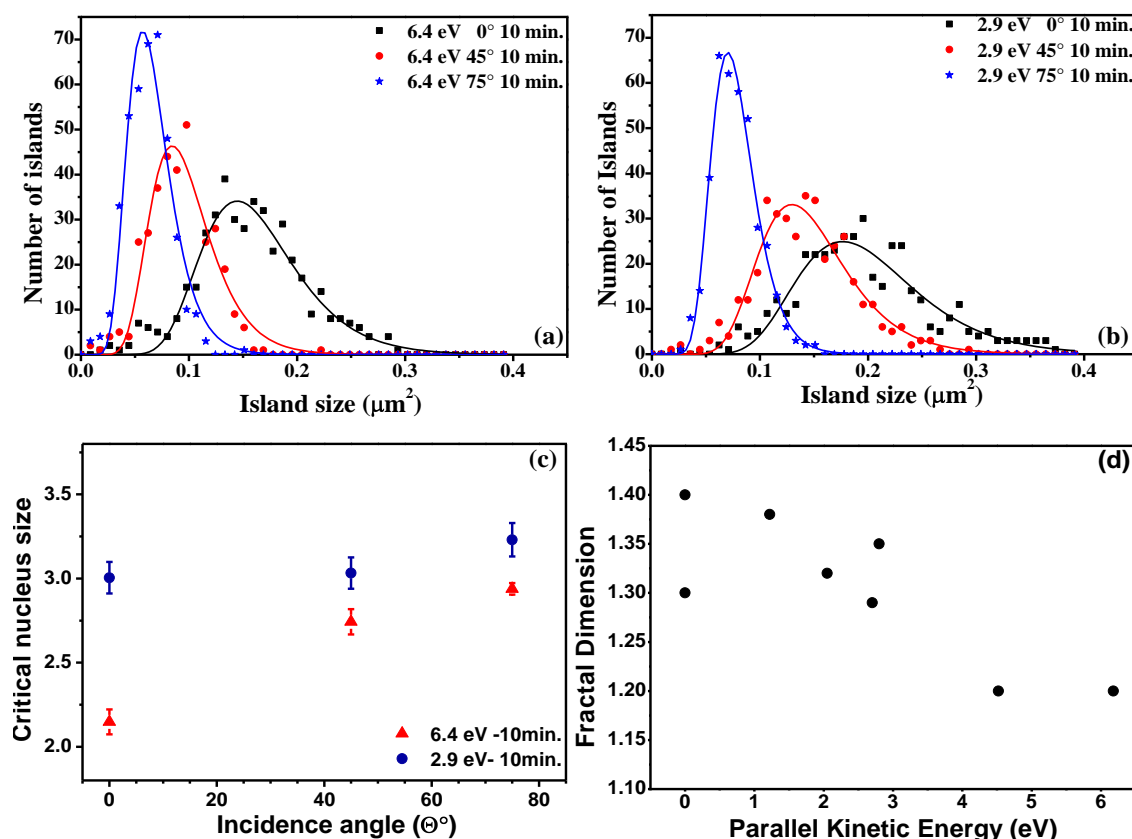 6.4 eV 0° 10 min.
6.4 eV 45° 10 min.
6.4 eV 75° 10 min.
70
60
50
40
30
20
10
0
Number of islands
(a)
0.0 0.1 0.2 0.3 0.4
Island size (μm²)
2.9 eV 0° 10 min.
2.9 eV 45° 10 min.
2.9 eV 75° 10 min.
70
60
50
40
30
20
10
0
Number of Islands
(b)
0.0 0.1 0.2 0.3 0.4
Island size (μm²)
(c)
3.5
3.0
2.5
2.0
Critical nucleus size
6.4 eV -10min.
2.9 eV- 10min.
0 20 40 60 80
Incidence angle (Θ°)
(d)
1.45
1.40
1.35
1.30
1.25
1.20
1.15
1.10
Fractal Dimension
0 1 2 3 4 5 6
Parallel Kinetic Energy (eV)